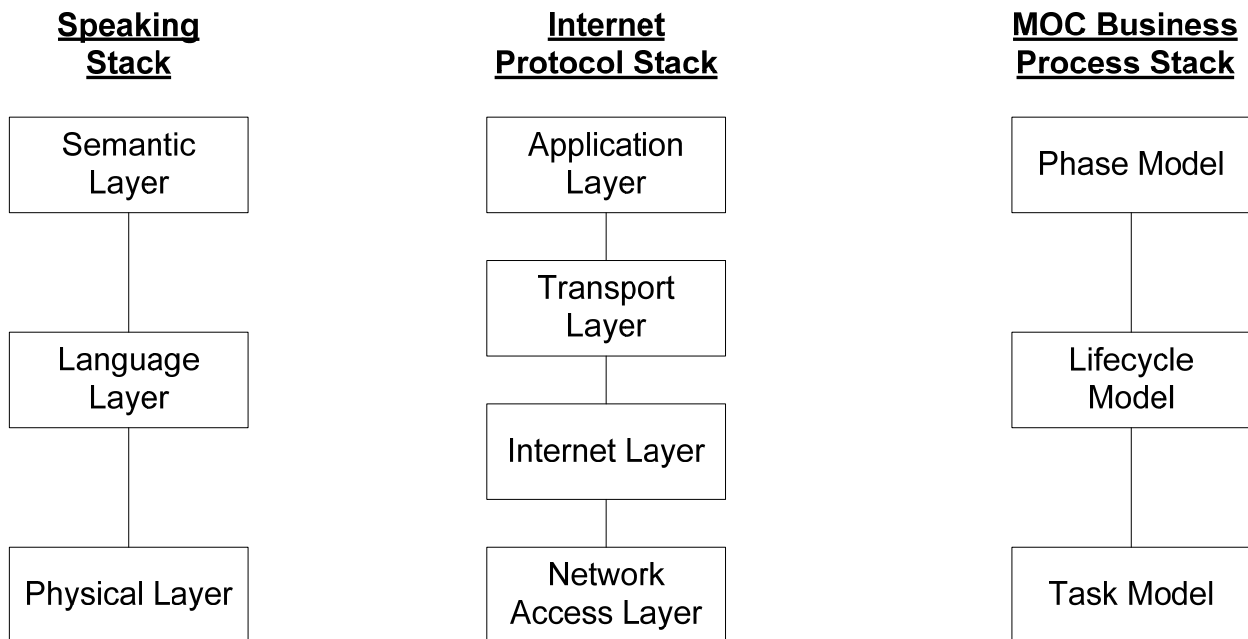 Speaking
Stack
Semantic
Layer
Language
Layer
Physical Layer
Internet
Protocol Stack
Application
Layer
Transport
Layer
Internet Layer
Network
Access Layer
MOC Business
Process Stack
Phase Model
Lifecycle
Model
Task Model